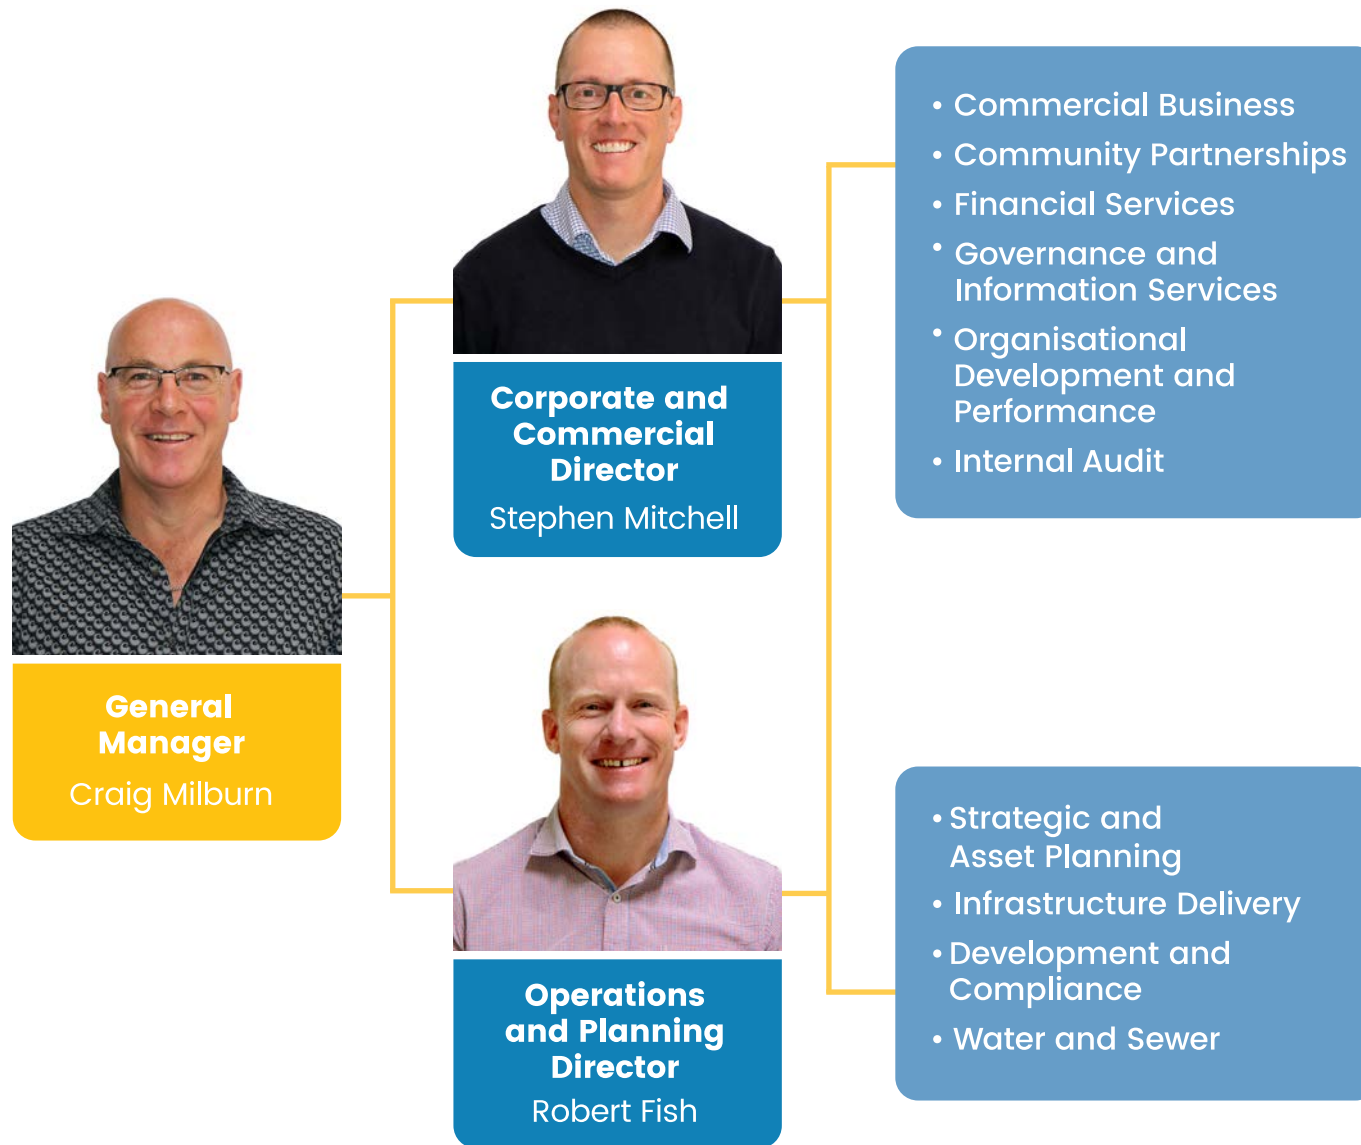 General
Manager
Craig Milburn
Corporate and
Commercial
Director
Stephen Mitchell
Operations
and Planning
Director
Robert Fish
• Commercial Business
• Community Partnerships
• Financial Services
• Governance and
Information Services
• Organisational
Development and
Performance
• Internal Audit
• Strategic and
Asset Planning
• Infrastructure Delivery
• Development and
Compliance
• Water and Sewer